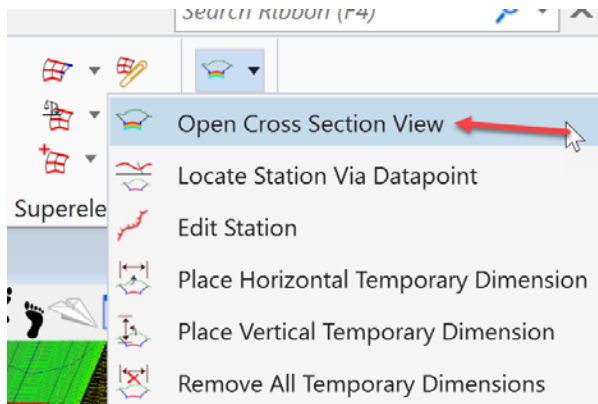 Search Ribbon (F4)
Open Cross Section View
Locate Station Via Datapoint
Superele
Edit Station
Place Horizontal Temporary Dimension
Place Vertical Temporary Dimension
Remove All Temporary Dimensions